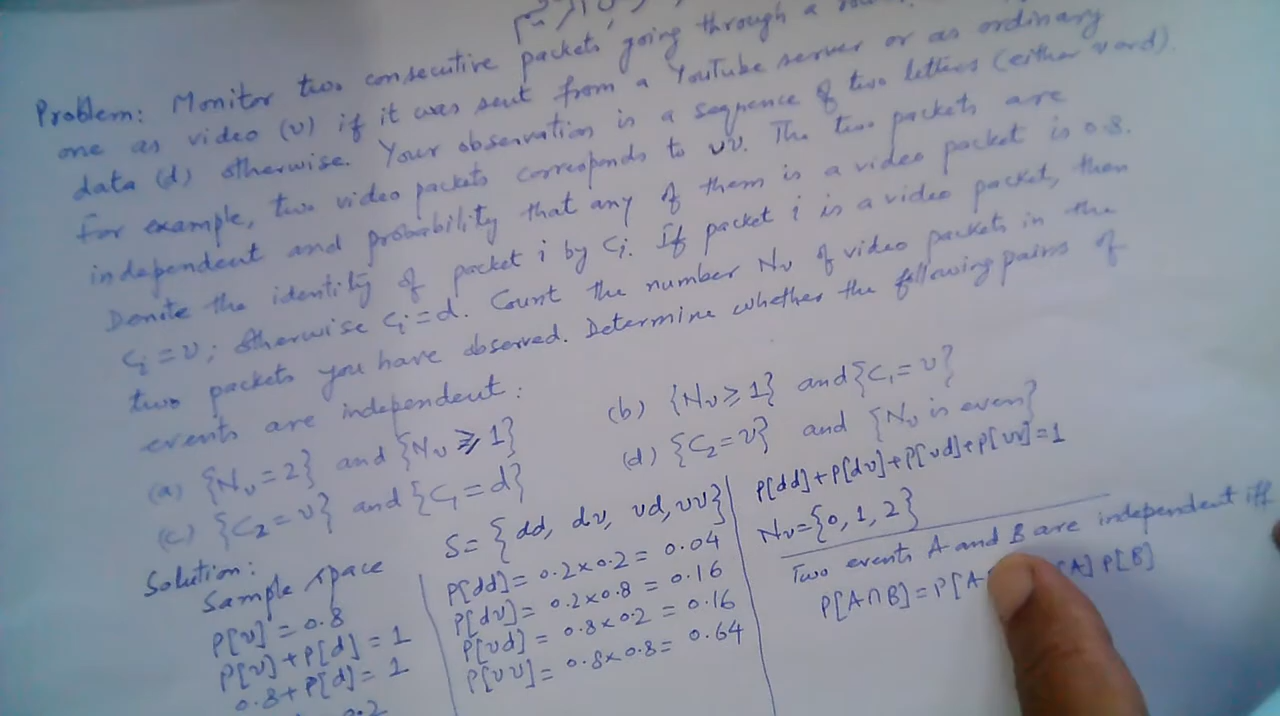 Problem: Monitor two consecutive packets going through a
one as video (v) if it was sent from a YouTube server or as ordinary
data (d) otherwise. Your observation is a sequence of two letters (either v or d).
For example, two video packets corresponds to vv. The two packets are
independent and probability that any of them is a video packet is 0.8.
Denote the identity of packet i by Ci. If packet i is a video packet, then
Ci = v; otherwise Ci = d. Count the number Nv of video packets in the
two packets you have observed. Determine whether the following pairs of
events are independent:
(a) {Nv = 2} and {Nv ≥ 1}
(b) {Nv ≥ 1} and {C1 = v}
(c) {C2 = v} and {C1 = d}
(d) {C2 = v} and {Nv is even}
Solution:
Sample space
S = {dd, dv, vd, vv}
P[v] = 0.8
P[v] + P[d] = 1
0.8 + P[d] = 1
0.2
P[dd] = 0.2 x 0.2 = 0.04
P[dv] = 0.2 x 0.8 = 0.16
P[vd] = 0.8 x 0.2 = 0.16
P[vv] = 0.8 x 0.8 = 0.64
P[dd] + P[dv] + P[vd] + P[vv] = 1
Nv = {0, 1, 2}
Two events A and B are independent iff
P[A∩B] = P[A A] P[B]